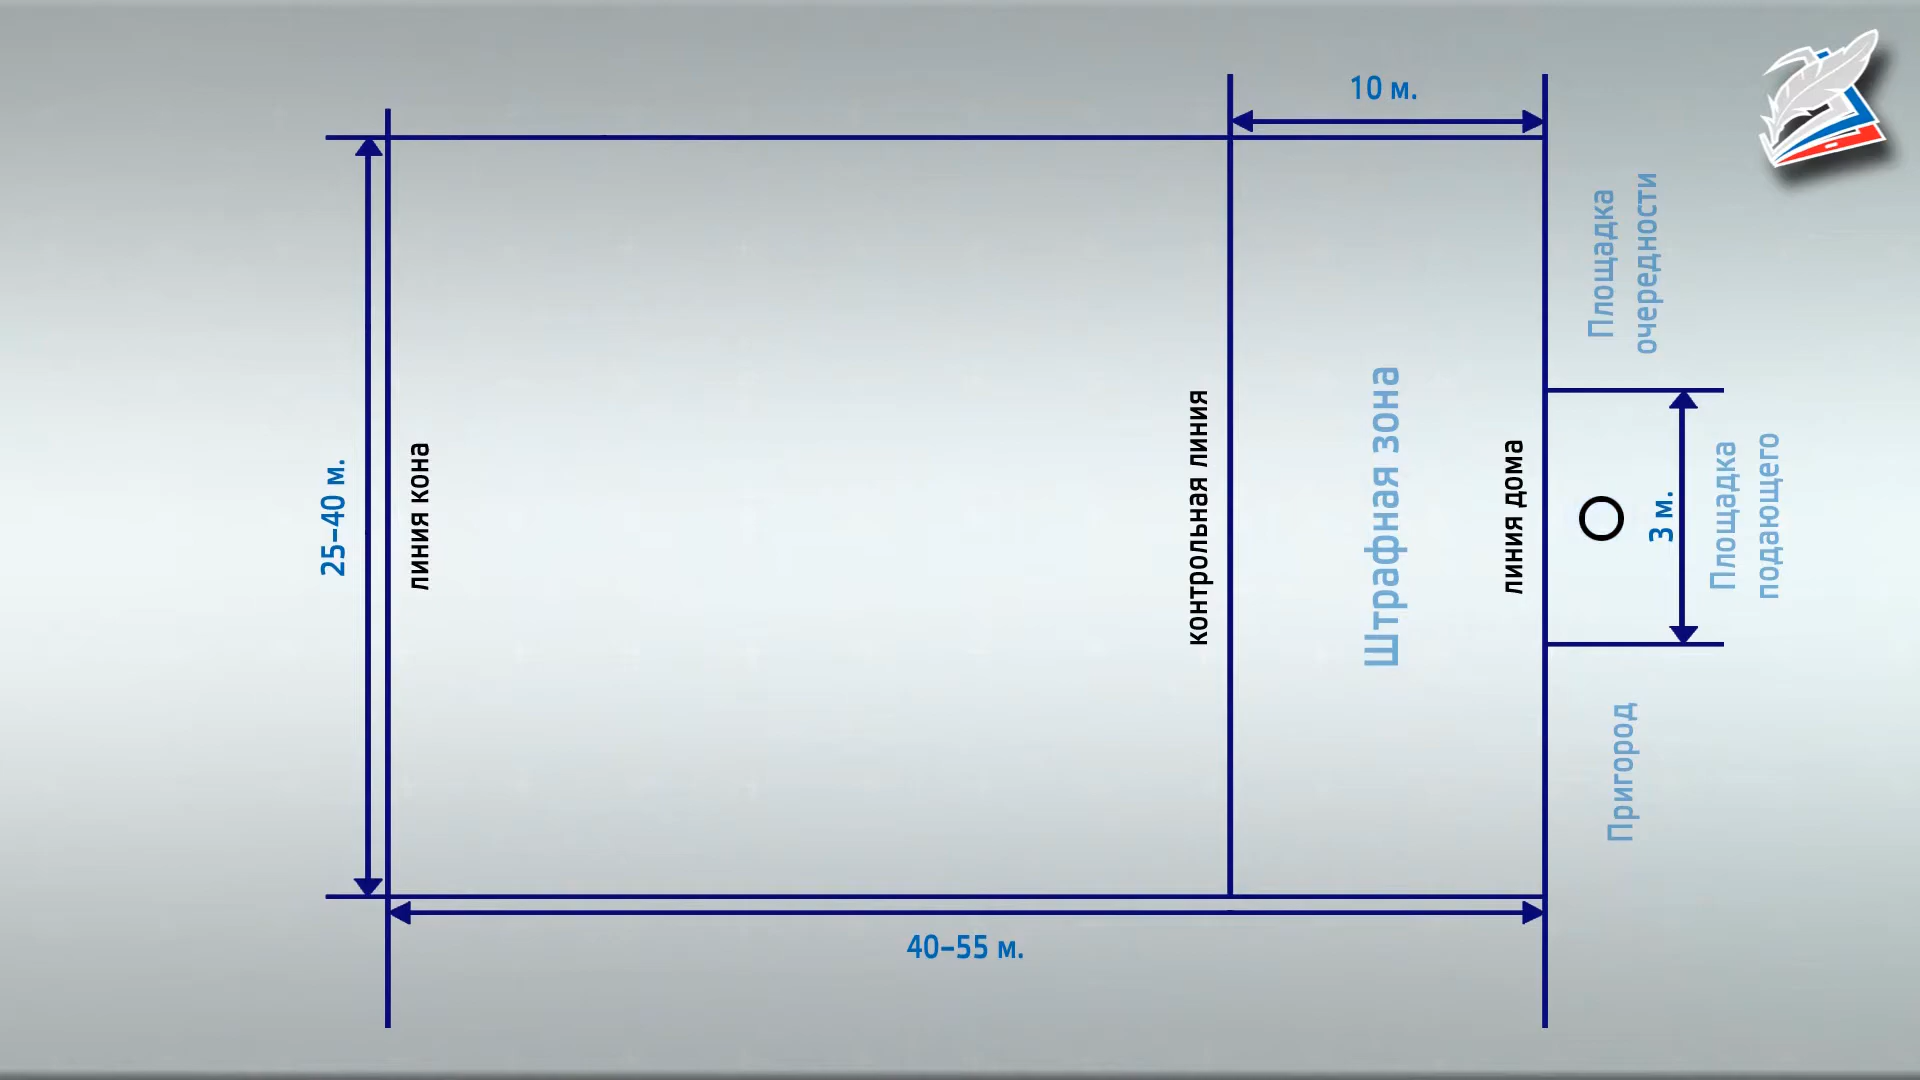 10 м.
Площадка
очередности
25–40 м.
линия кона
контрольная линия
Штрафная зона
линия дома
3 м.
Площадка
подающего
Пригород
40–55 м.